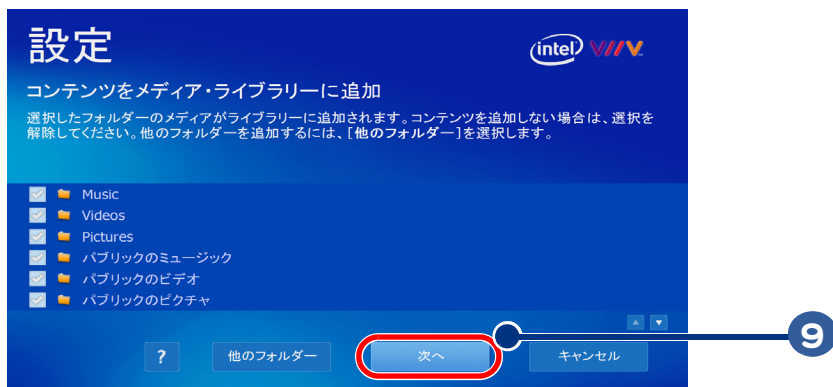 設定
intel VIIV
コンテンツをメディア・ライブラリーに追加
選択したフォルダーのメディアがライブラリーに追加されます。コンテンツを追加しない場合は、選択を
解除してください。他のフォルダーを追加するには、[他のフォルダー]を選択します。
Music
Videos
Pictures
パブリックのミュージック
パブリックのビデオ
パブリックのピクチャ
? 他のフォルダー 次へ キャンセル
9